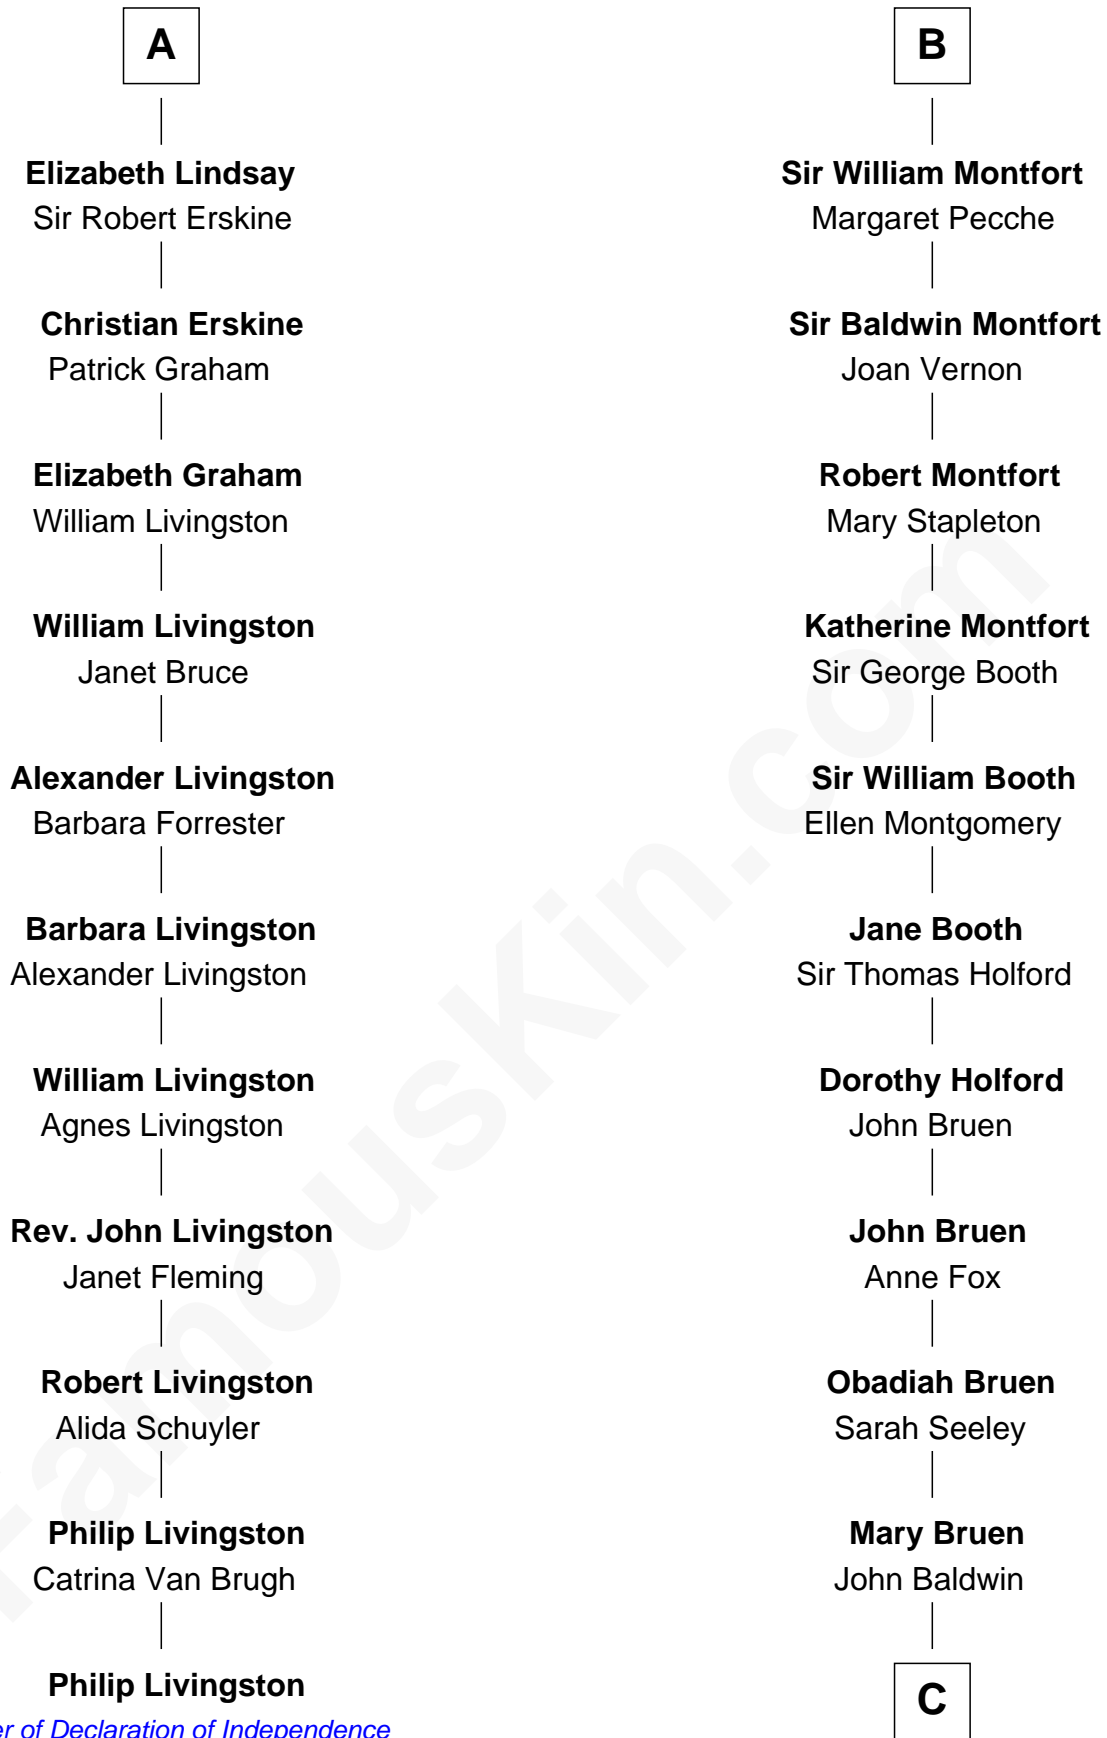 A
Elizabeth Lindsay
Sir Robert Erskine
Christian Erskine
Patrick Graham
Elizabeth Graham
William Livingston
William Livingston
Janet Bruce
Alexander Livingston
Barbara Forrester
Barbara Livingston
Alexander Livingston
William Livingston
Agnes Livingston
Rev. John Livingston
Janet Fleming
Robert Livingston
Alida Schuyler
Philip Livingston
Catrina Van Brugh
Philip Livingston
of Declaration of Independence
B
Sir William Montfort
Margaret Pecche
Sir Baldwin Montfort
Joan Vernon
Robert Montfort
Mary Stapleton
Katherine Montfort
Sir George Booth
Sir William Booth
Ellen Montgomery
Jane Booth
Sir Thomas Holford
Dorothy Holford
John Bruen
John Bruen
Anne Fox
Obadiah Bruen
Sarah Seeley
Mary Bruen
John Baldwin
C
FamousKin.com